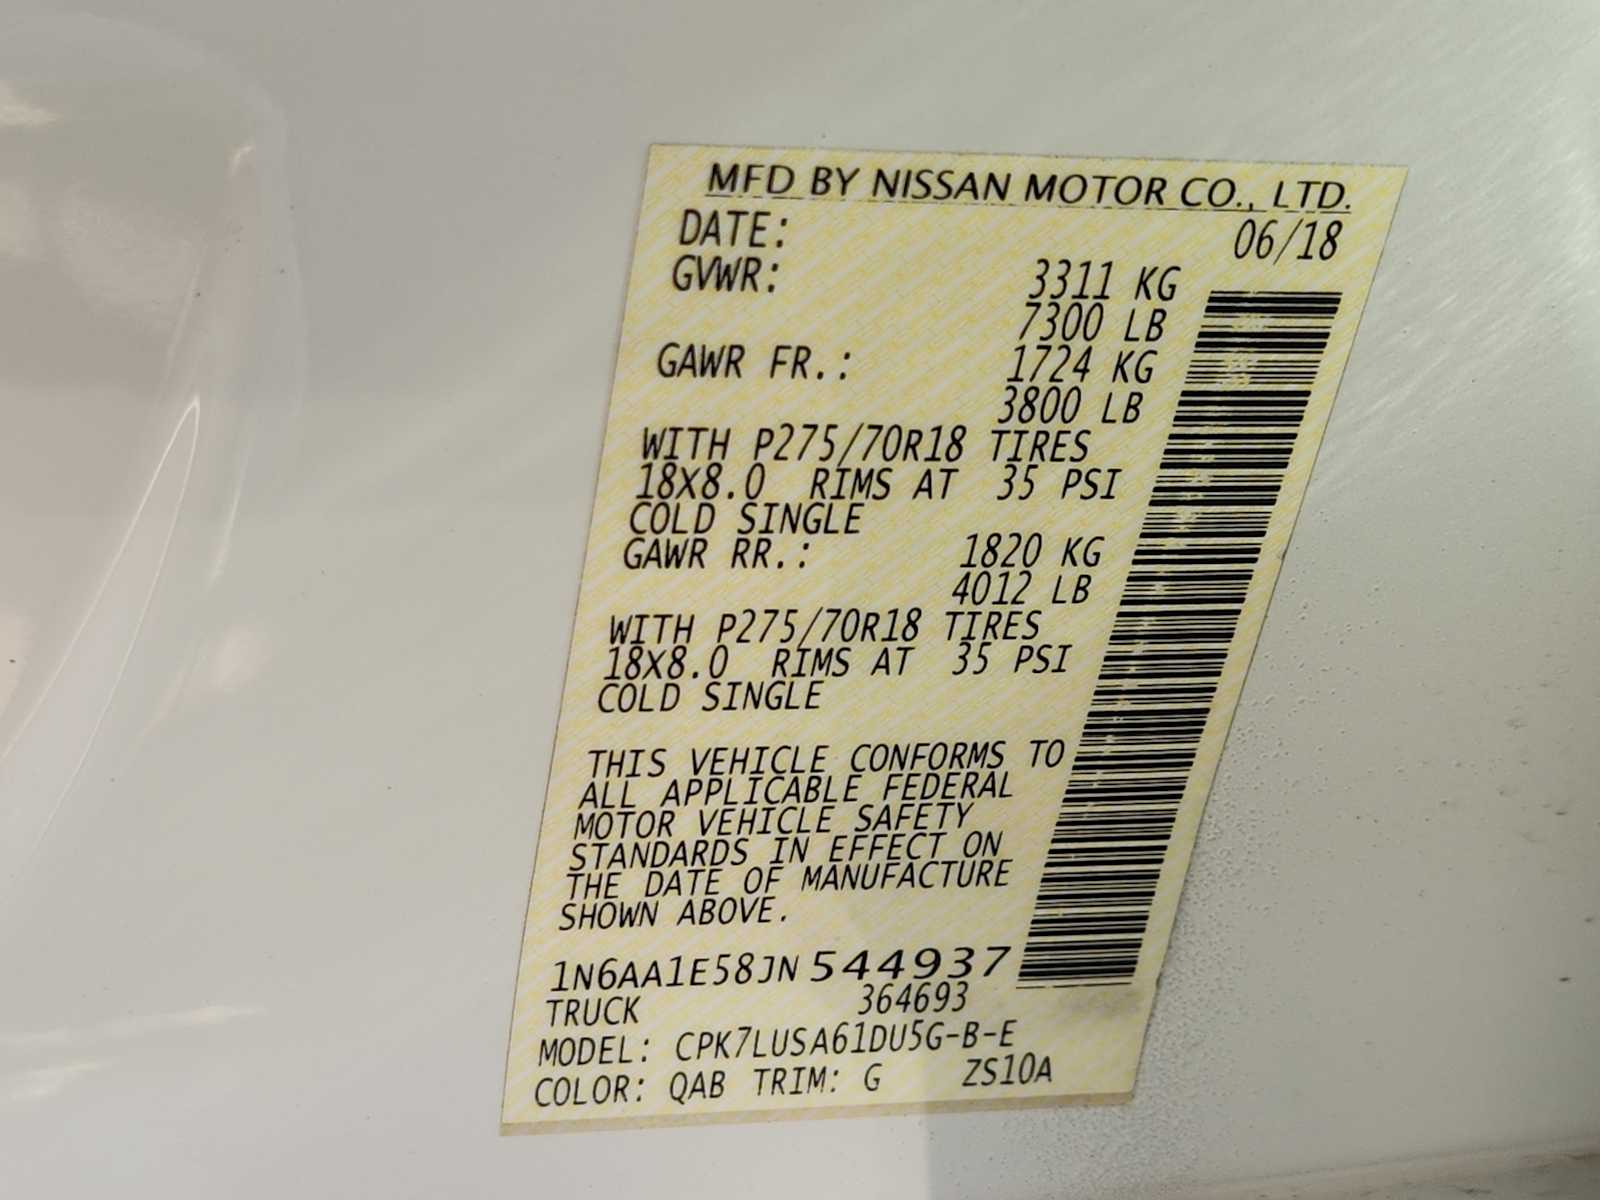 MFD BY NISSAN MOTOR CO., LTD.
DATE: 06/18
GVWR: 3311 KG
7300 LB
GAWR FR.: 1724 KG
3800 LB
WITH P275/70R18 TIRES
18X8.0 RIMS AT 35 PSI
COLD SINGLE
GAWR RR.: 1820 KG
4012 LB
WITH P275/70R18 TIRES
18X8.0 RIMS AT 35 PSI
COLD SINGLE
THIS VEHICLE CONFORMS TO
ALL APPLICABLE FEDERAL
MOTOR VEHICLE SAFETY
STANDARDS IN EFFECT ON
THE DATE OF MANUFACTURE
SHOWN ABOVE.
1N6AA1E58JN544937
TRUCK 364693
MODEL: CPK7LUSA61DU5G-B-E
COLOR: QAB TRIM: G ZS10A